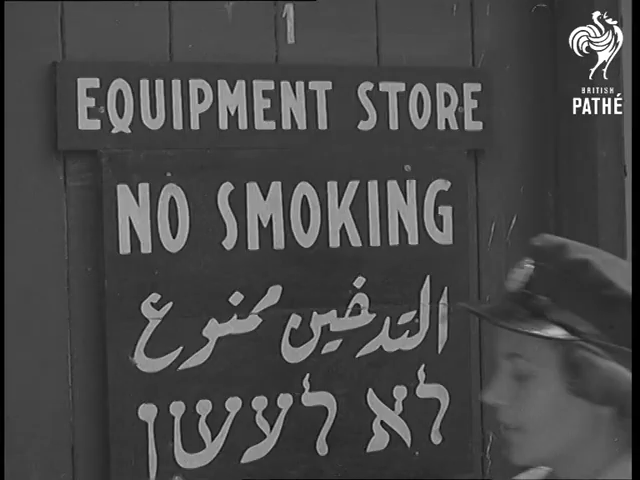 1
BRITISH
PATHÉ
EQUIPMENT STORE
NO SMOKING
التدخين ممنوع
לא לעשן